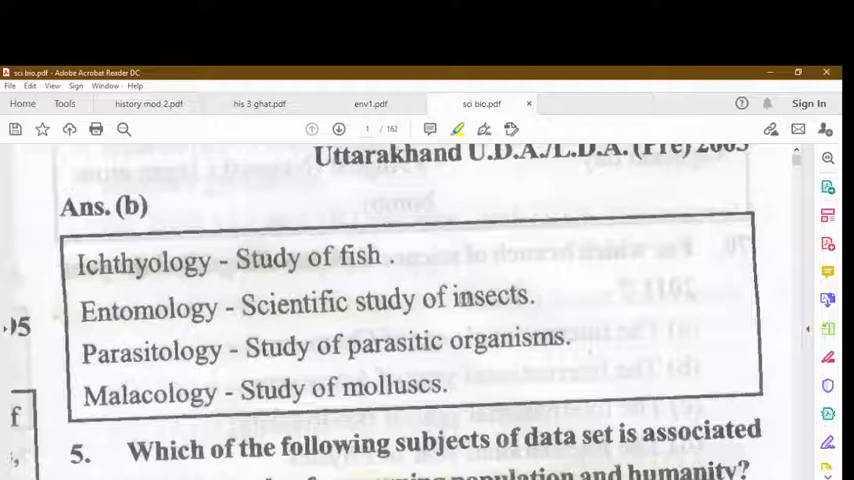 sci bio.pdf - Adobe Acrobat Reader DC
File Edit View Sign Window Help
Home Tools history mod 2.pdf his 3 ghat.pdf env1.pdf sci bio.pdf × Sign In
1 / 162
Uttarakhand U.D.A./L.D.A. (Pre) 2003
Ans. (b)
Ichthyology - Study of fish .
Entomology - Scientific study of insects.
Parasitology - Study of parasitic organisms.
Malacology - Study of molluscs.
5. Which of the following subjects of data set is associated
population and humanity?